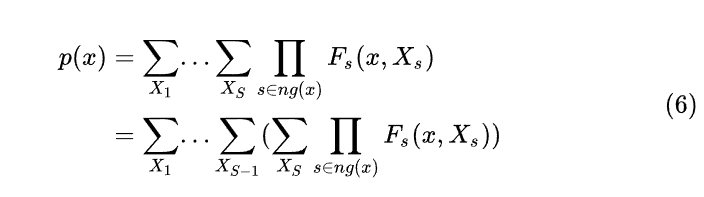 p(x) = ∑_{X_1} … ∑_{X_S} ∏_{s∈ng(x)} F_s(x, X_s)
= ∑_{X_1} … ∑_{X_{S−1}} (∑_{X_S} ∏_{s∈ng(x)} F_s(x, X_s))
(6)